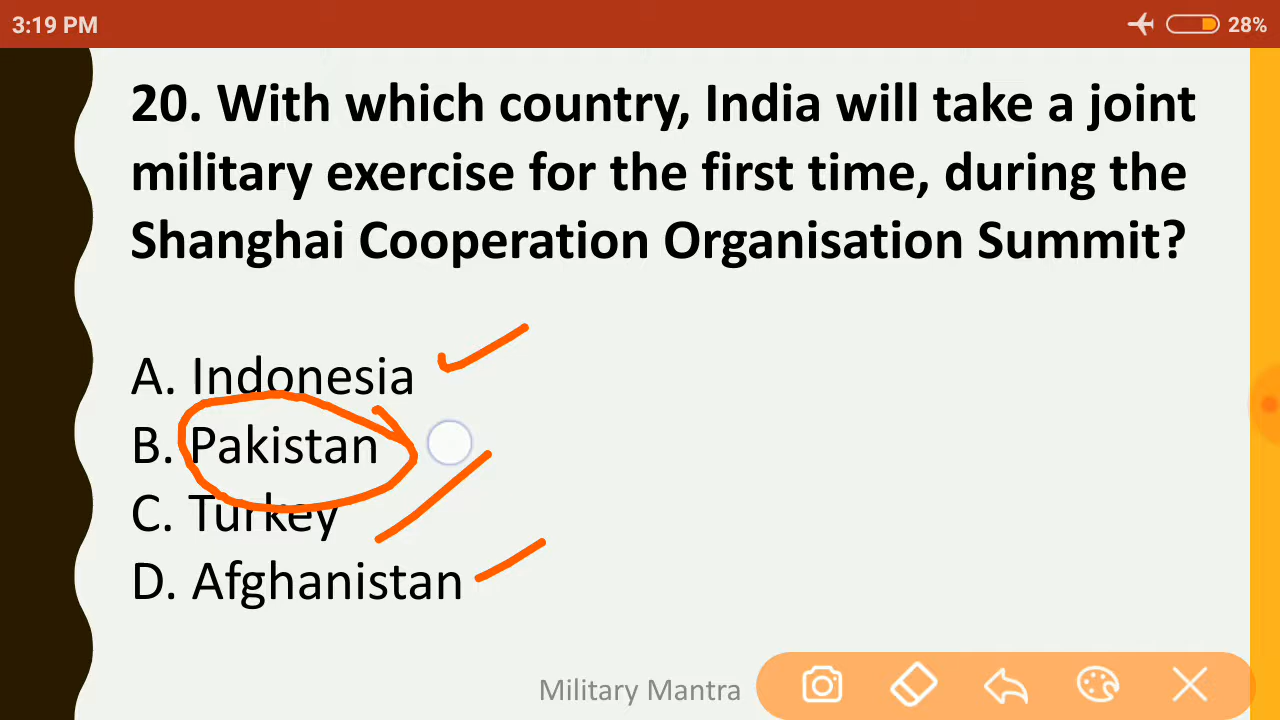 3:19 PM
28%
20. With which country, India will take a joint
military exercise for the first time, during the
Shanghai Cooperation Organisation Summit?
A. Indonesia
B. Pakistan
C. Turkey
D. Afghanistan
Military Mantra